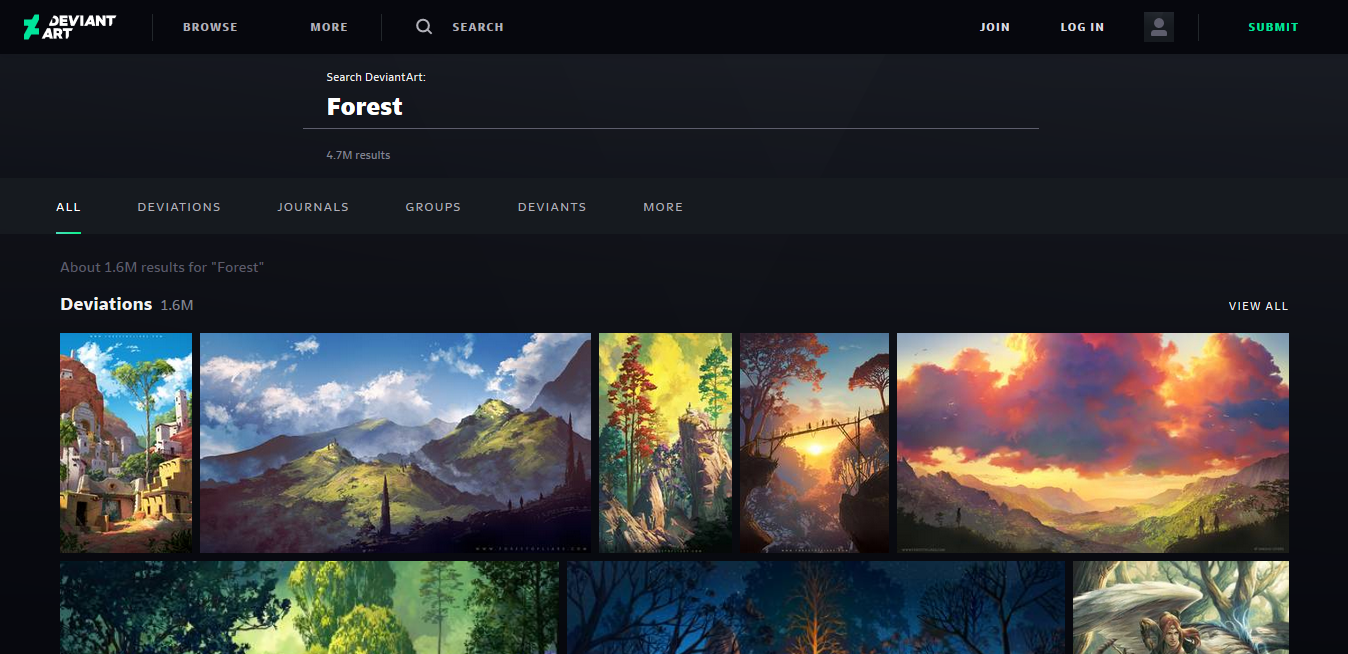 DEVIANT ART
BROWSE
MORE
SEARCH
JOIN
LOG IN
SUBMIT
Search DeviantArt:
Forest
4.7M results
ALL
DEVIATIONS
JOURNALS
GROUPS
DEVIANTS
MORE
About 1.6M results for "Forest"
Deviations 1.6M
VIEW ALL